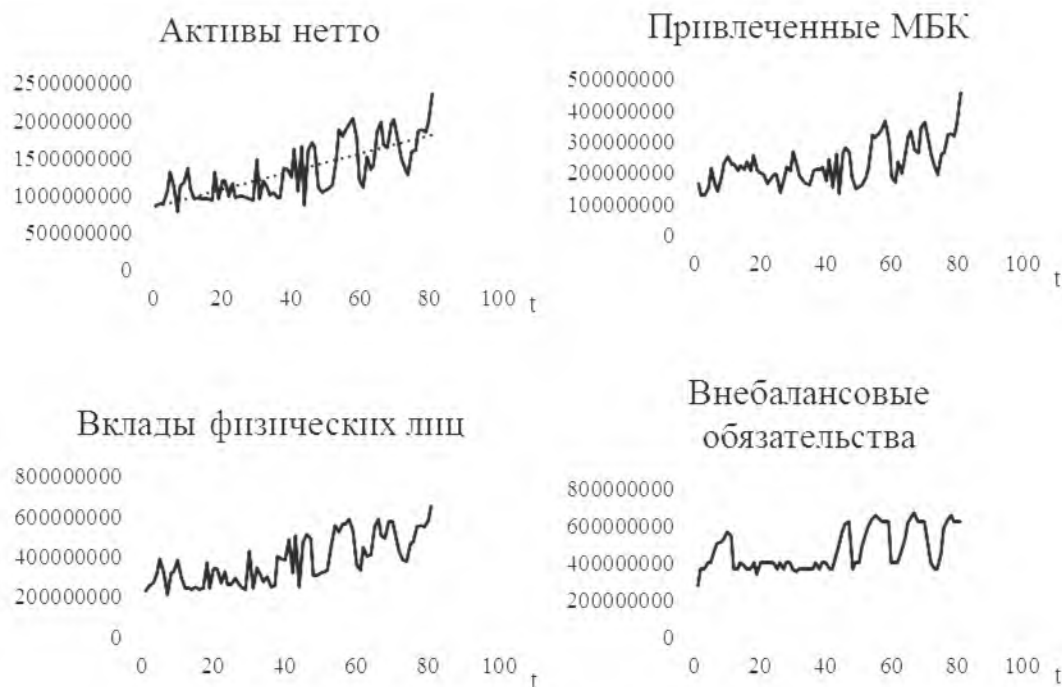 Активы нетто
2500000000
2000000000
1500000000
1000000000
500000000
0
0 20 40 60 80 100 t
Привлеченные МБК
500000000
400000000
300000000
200000000
100000000
0
0 20 40 60 80 100 t
Вклады физических лиц
800000000
600000000
400000000
200000000
0
0 20 40 60 80 100 t
Внебалансовые
обязательства
800000000
600000000
400000000
200000000
0
0 20 40 60 80 100 t